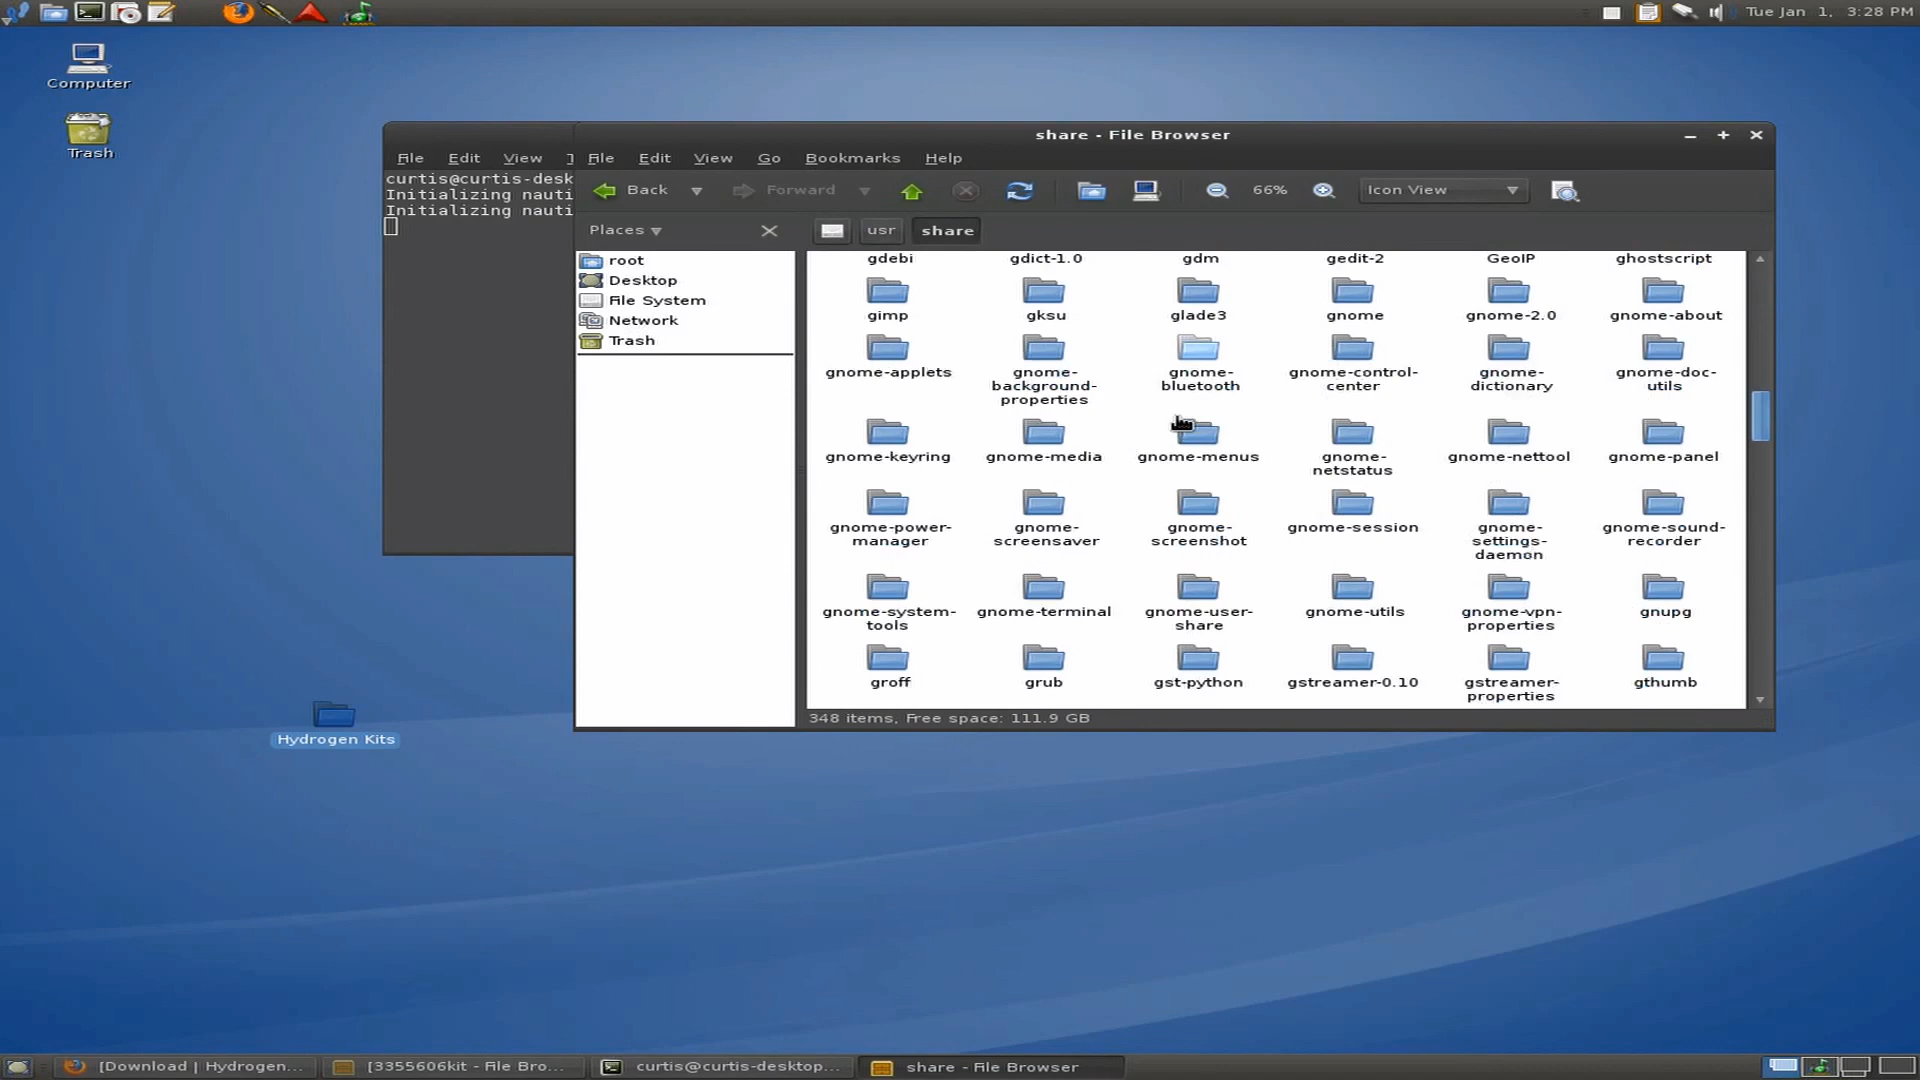 Tue Jan 1, 3:28 PM
Computer
Trash
share - File Browser
File Edit View
File Edit View Go Bookmarks Help
curtis@curtis-desk
Initializing nauti
Initializing nauti
Back Forward 66% Icon View
Places
usr share
root
Desktop
File System
Network
Trash
gdebi gdict-1.0 gdm gedit-2 GeoIP ghostscript
gimp gksu glade3 gnome gnome-2.0 gnome-about
gnome-applets gnome-background-properties gnome-bluetooth gnome-control-center gnome-dictionary gnome-doc-utils
gnome-keyring gnome-media gnome-menus gnome-netstatus gnome-nettool gnome-panel
gnome-power-manager gnome-screensaver gnome-screenshot gnome-session gnome-settings-daemon gnome-sound-recorder
gnome-system-tools gnome-terminal gnome-user-share gnome-utils gnome-vpn-properties gnupg
groff grub gst-python gstreamer-0.10 gstreamer-properties gthumb
348 items, Free space: 111.9 GB
Hydrogen Kits
[Download | Hydrogen... [3355606kit - File Bro... curtis@curtis-desktop... share - File Browser